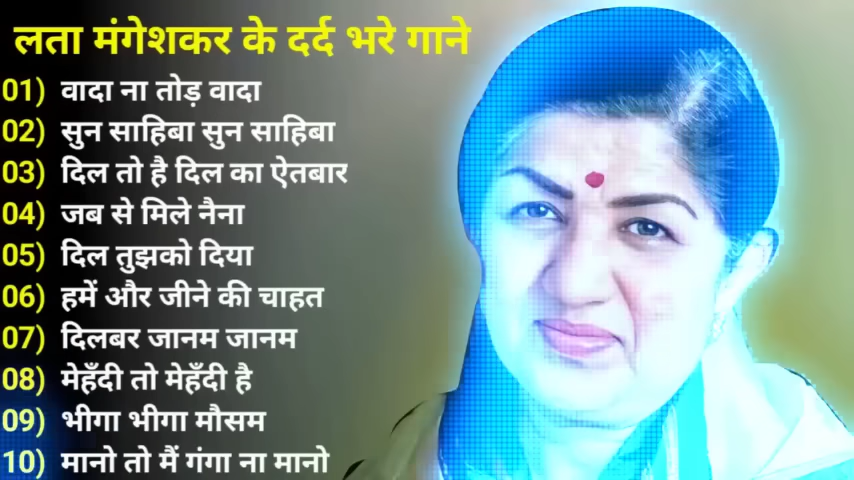 लता मंगेशकर के दर्द भरे गाने
01) वादा ना तोड़ वादा
02) सुन साहिबा सुन साहिबा
03) दिल तो है दिल का ऐतबार
04) जब से मिले नैना
05) दिल तुझको दिया
06) हमें और जीने की चाहत
07) दिलबर जानम जानम
08) मेहँदी तो मेहँदी है
09) भीगा भीगा मौसम
10) मानो तो मैं गंगा ना मानो